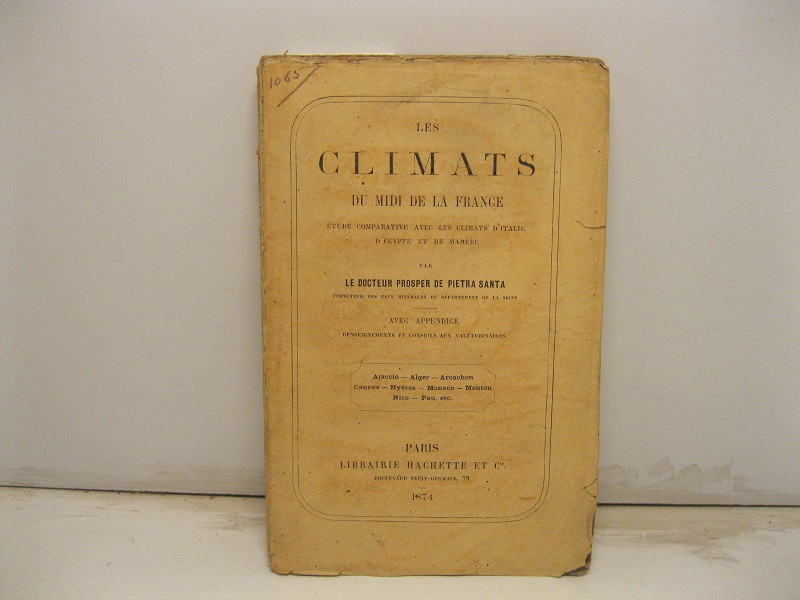 1065
LES
CLIMATS
DU MIDI DE LA FRANCE
ÉTUDE COMPARATIVE AVEC LES CLIMATS D'ITALIE
D'ÉGYPTE ET DE MADÈRE
PAR
LE DOCTEUR PROSPER DE PIETRA SANTA
INSPECTEUR DES EAUX MINÉRALES DU DÉPARTEMENT DE LA SEINE
AVEC APPENDICE
RENSEIGNEMENTS ET CONSEILS AUX VALÉTUDINAIRES
Ajaccio — Alger — Arcachon
Cannes — Hyères — Monaco — Menton
Nice — Pau, etc.
PARIS
LIBRAIRIE HACHETTE ET Cie.
BOULEVARD SAINT-GERMAIN, 79
1874